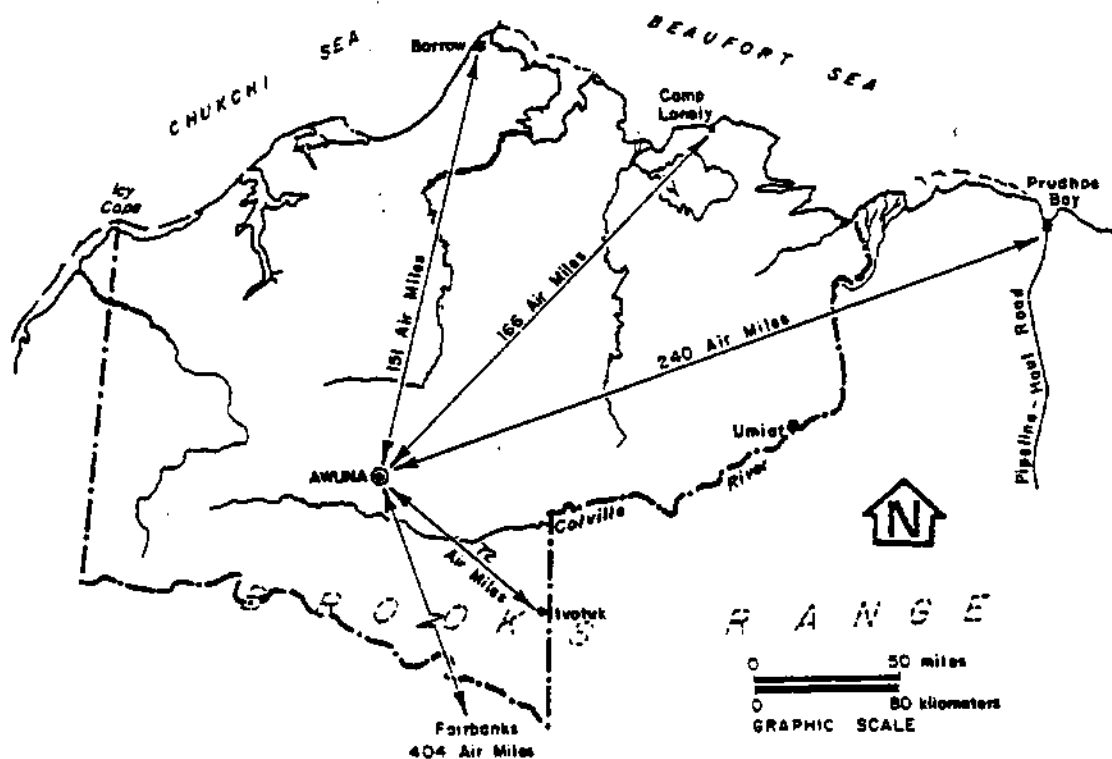 CHUKCHI SEA
BEAUFORT SEA
Barrow
Camp
Lonely
Icy
Cape
Prudhoe
Bay
151 Air Miles
166 Air Miles
240 Air Miles
Pipeline-Haul Road
Umiat
AWUNA
Colville River
72
Air Miles
Ivotuk
N
BROOKS RANGE
0 50 miles
0 80 kilometers
GRAPHIC SCALE
Fairbanks
404 Air Miles